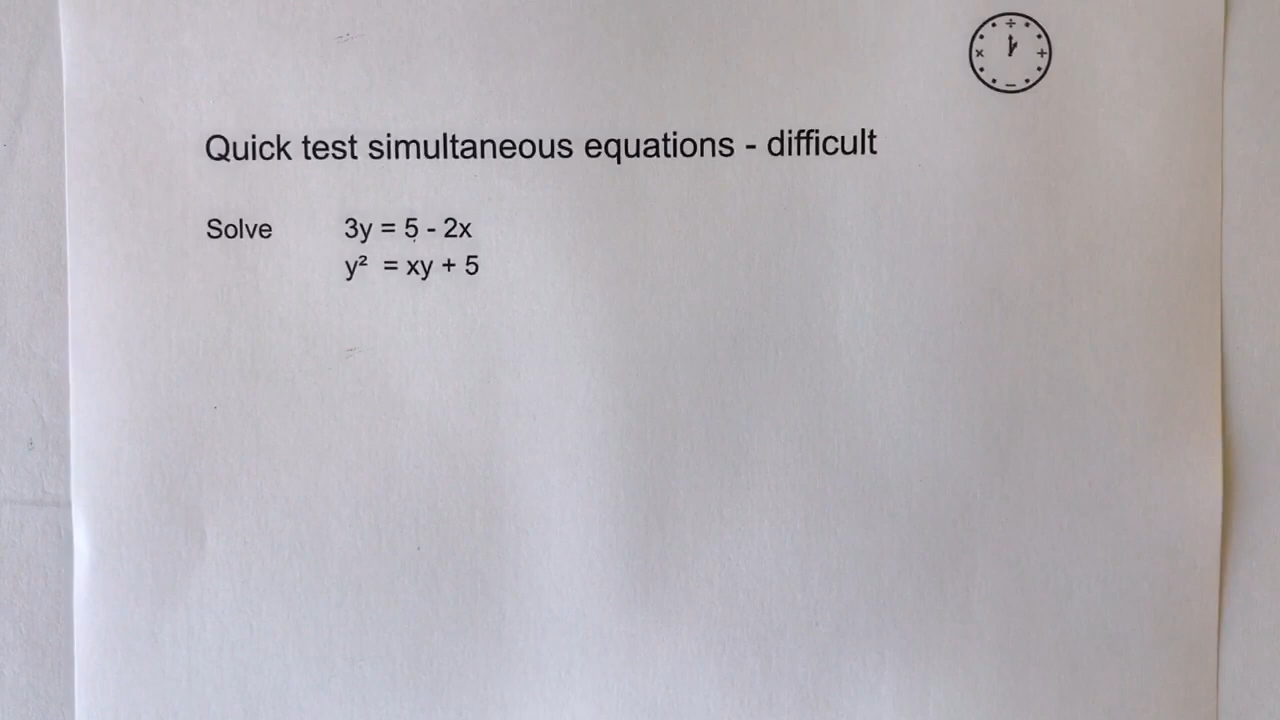 Quick test simultaneous equations - difficult
Solve 3y = 5 - 2x
y² = xy + 5